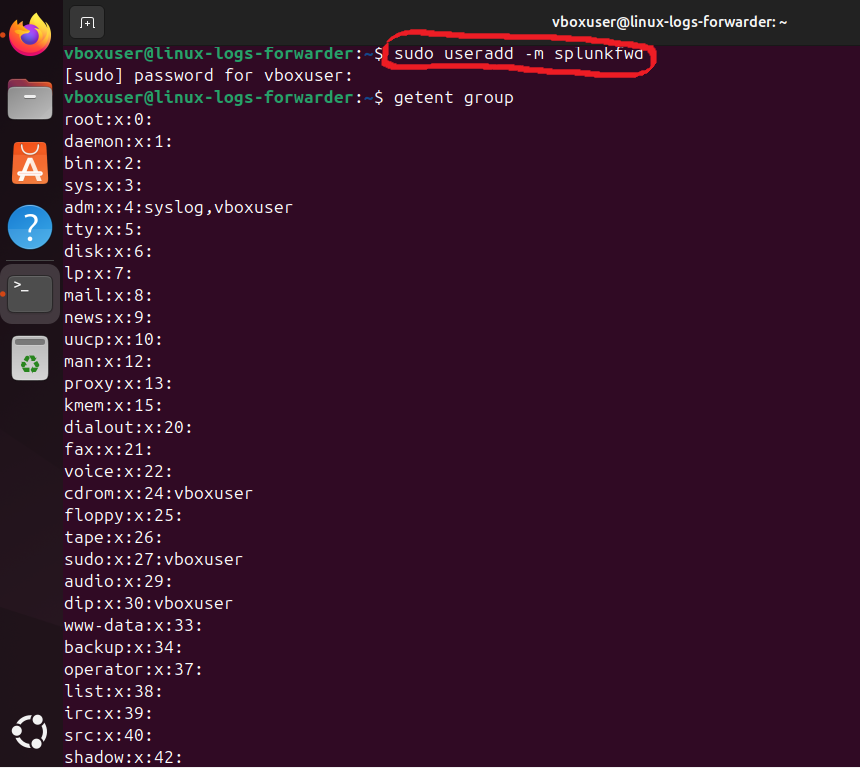 vboxuser@linux-logs-forwarder: ~
vboxuser@linux-logs-forwarder:~$ sudo useradd -m splunkfwd
[sudo] password for vboxuser:
vboxuser@linux-logs-forwarder:~$ getent group
root:x:0:
daemon:x:1:
bin:x:2:
sys:x:3:
adm:x:4:syslog,vboxuser
tty:x:5:
disk:x:6:
lp:x:7:
mail:x:8:
news:x:9:
uucp:x:10:
man:x:12:
proxy:x:13:
kmem:x:15:
dialout:x:20:
fax:x:21:
voice:x:22:
cdrom:x:24:vboxuser
floppy:x:25:
tape:x:26:
sudo:x:27:vboxuser
audio:x:29:
dip:x:30:vboxuser
www-data:x:33:
backup:x:34:
operator:x:37:
list:x:38:
irc:x:39:
src:x:40:
shadow:x:42: